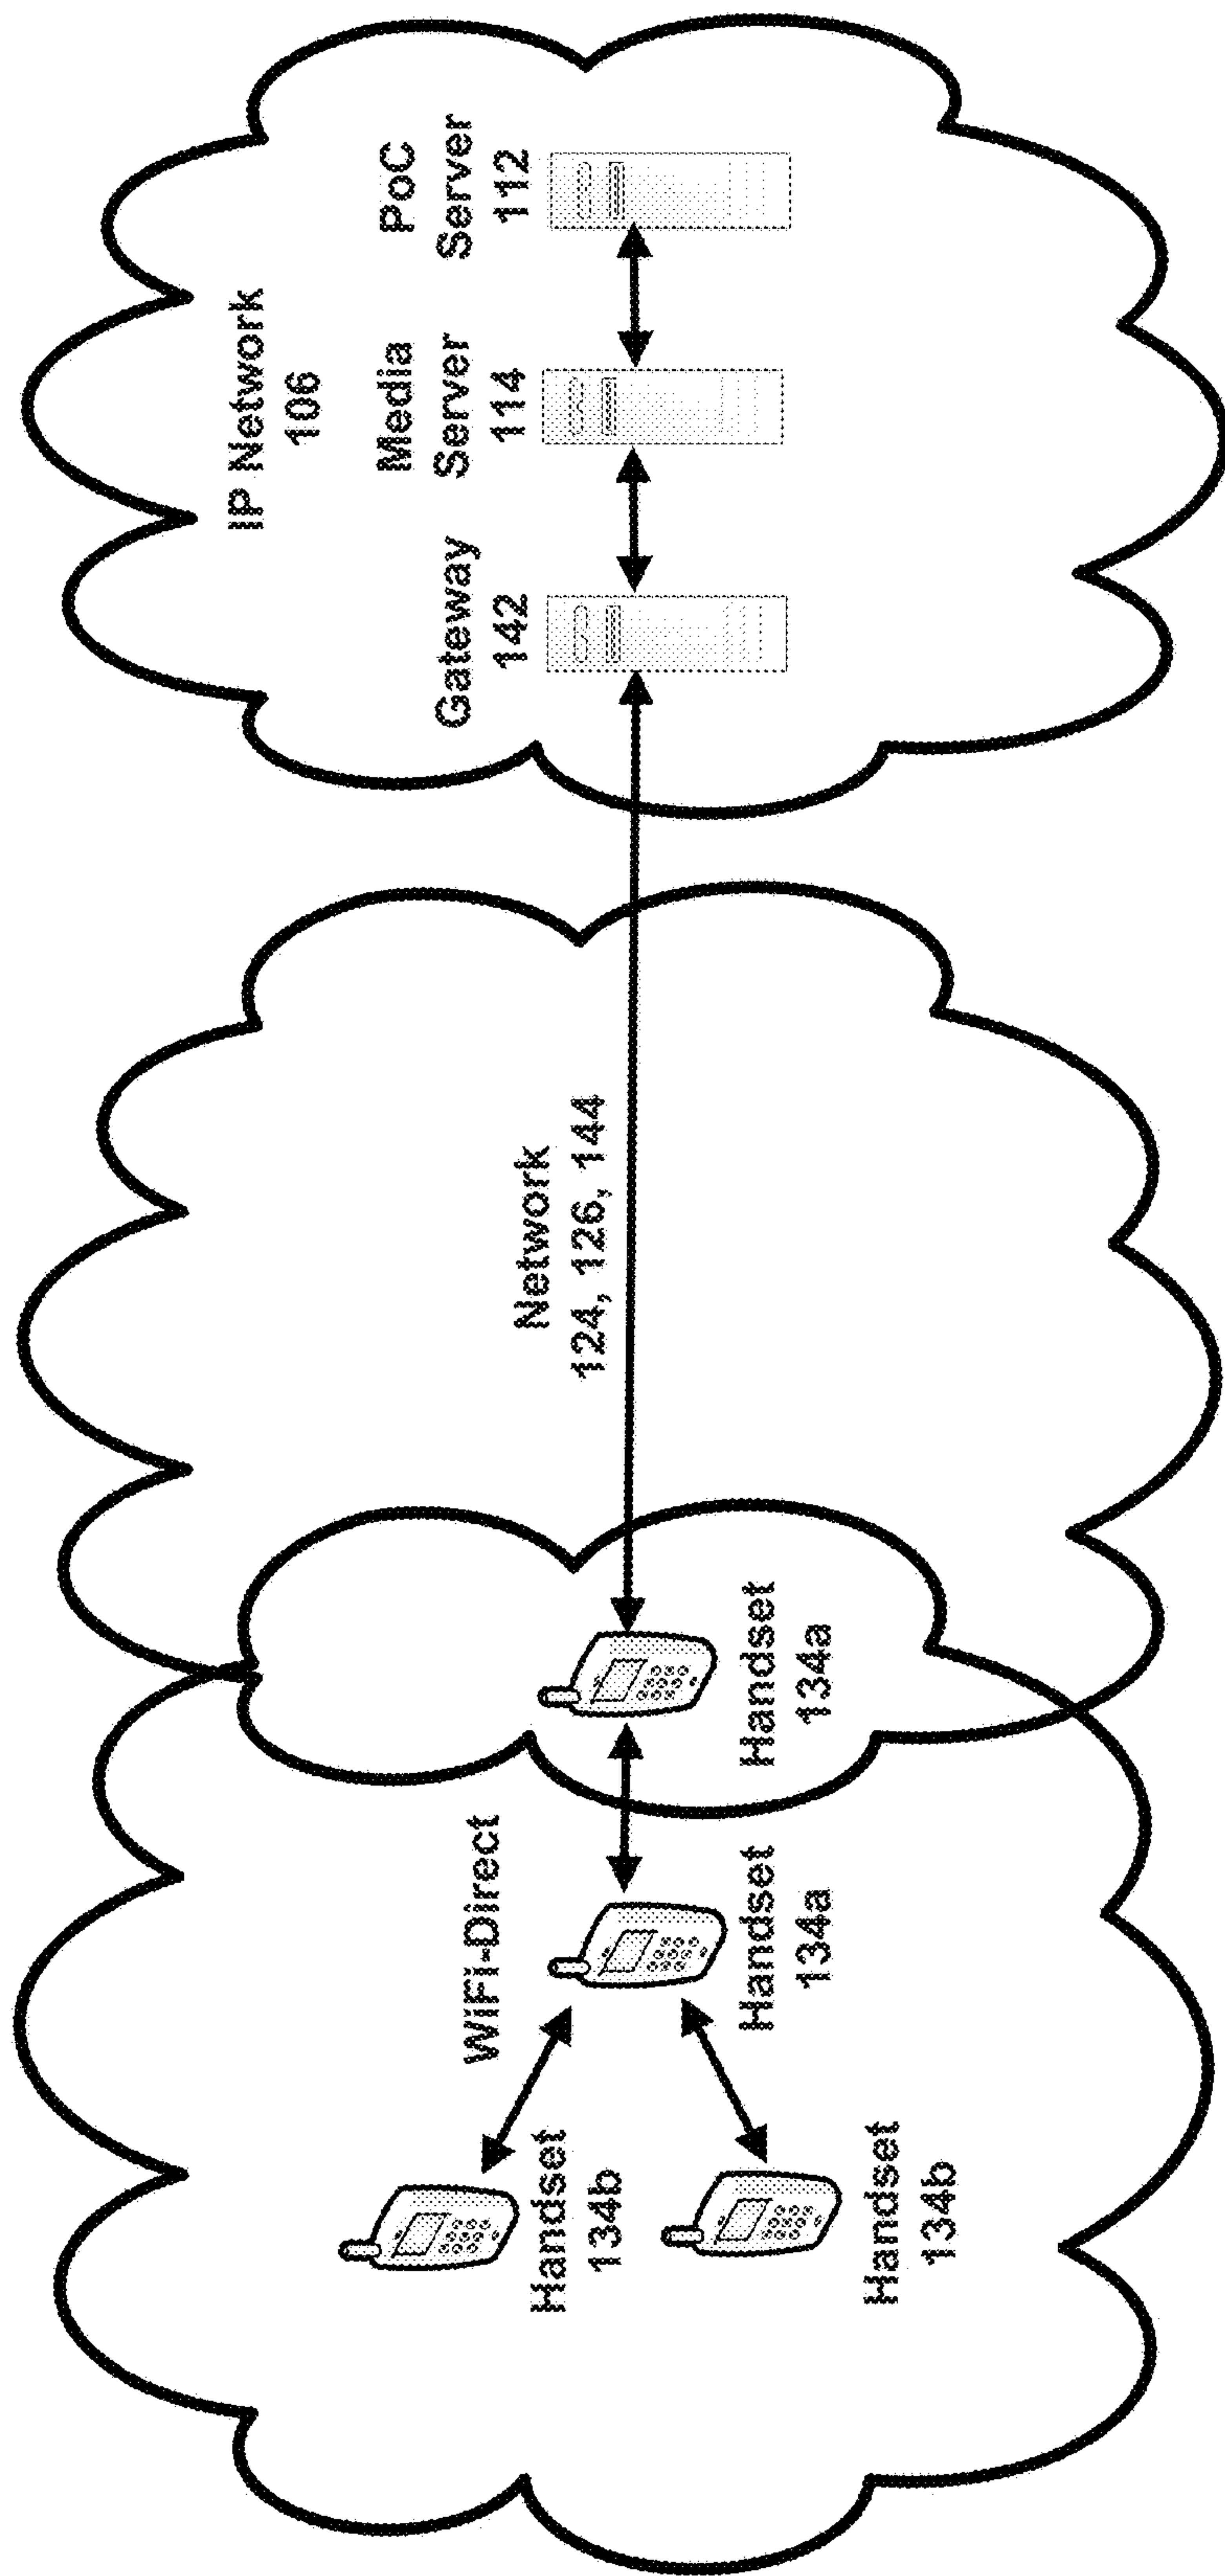 IP Network
106
PoC
Server
112
Media
Server
114
Gateway
142
Network
124, 126, 144
WiFi-Direct
Handset
134a
Handset
134a
Handset
134b
Handset
134b